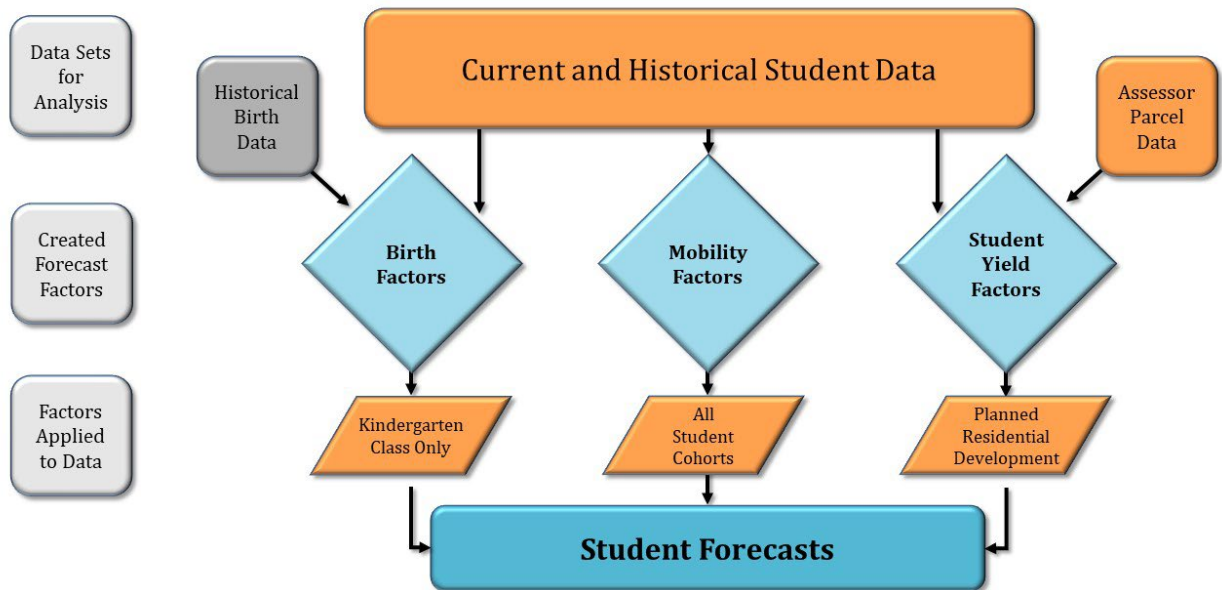 Data Sets
for
Analysis
Historical
Birth
Data
Current and Historical Student Data
Assessor
Parcel
Data
Created
Forecast
Factors
Birth
Factors
Mobility
Factors
Student
Yield
Factors
Factors
Applied
to Data
Kindergarten
Class Only
All
Student
Cohorts
Planned
Residential
Development
Student Forecasts